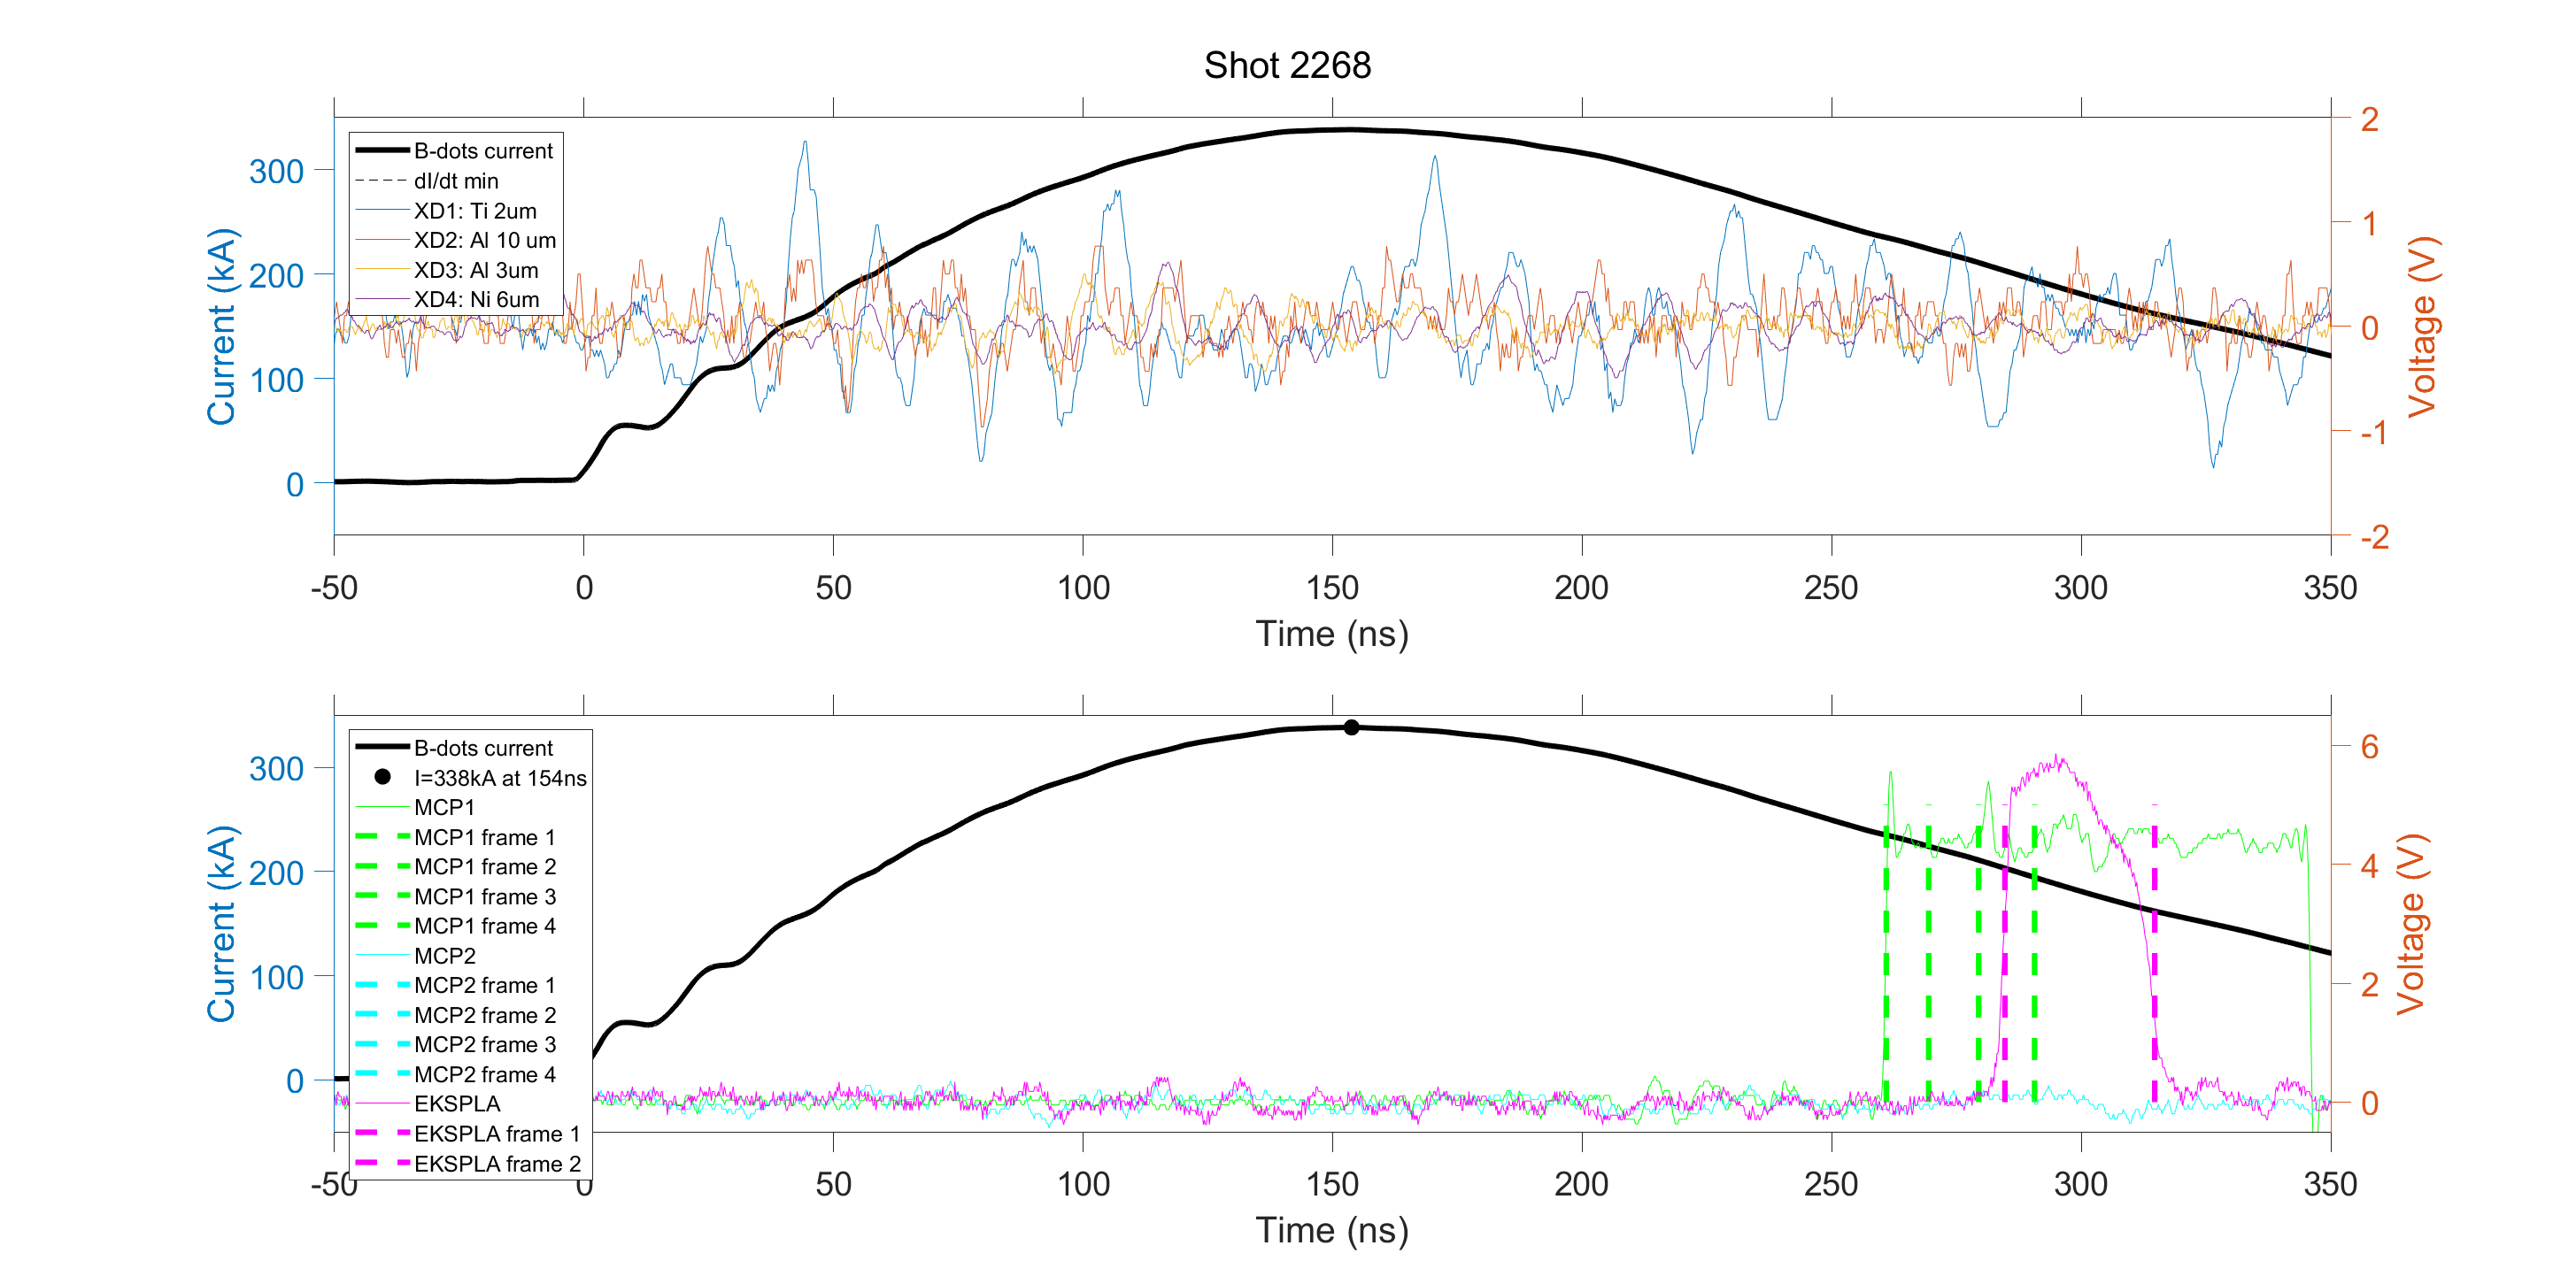 Shot 2268
B-dots current
dI/dt min
XD1: Ti 2um
XD2: Al 10 um
XD3: Al 3um
XD4: Ni 6um
Current (kA)
300
200
100
0
2
1
0
-1
-2
Voltage (V)
-50 0 50 100 150 200 250 300 350
Time (ns)
B-dots current
I=338kA at 154ns
MCP1
MCP1 frame 1
MCP1 frame 2
MCP1 frame 3
MCP1 frame 4
MCP2
MCP2 frame 1
MCP2 frame 2
MCP2 frame 3
MCP2 frame 4
EKSPLA
EKSPLA frame 1
EKSPLA frame 2
Current (kA)
300
200
100
0
6
4
2
0
Voltage (V)
-50 0 50 100 150 200 250 300 350
Time (ns)